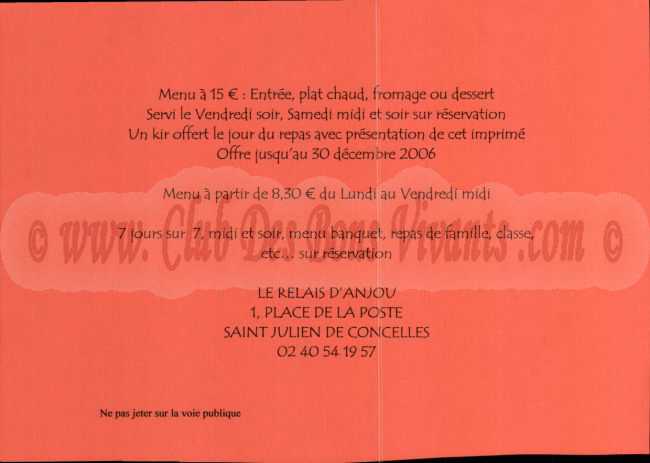 Menu à 15 € : Entrée, plat chaud, fromage ou dessert
Servi le Vendredi soir, Samedi midi et soir sur réservation
Un kir offert le jour du repas avec présentation de cet imprimé
Offre jusqu'au 30 décembre 2006
Menu à partir de 8,30 € du Lundi au Vendredi midi
© www. Club Des Bons Vivants .com ©
7 jours sur 7, midi et soir, menu banquet, repas de famille, classe,
etc... sur réservation
LE RELAIS D'ANJOU
1, PLACE DE LA POSTE
SAINT JULIEN DE CONCELLES
02 40 54 19 57
Ne pas jeter sur la voie publique